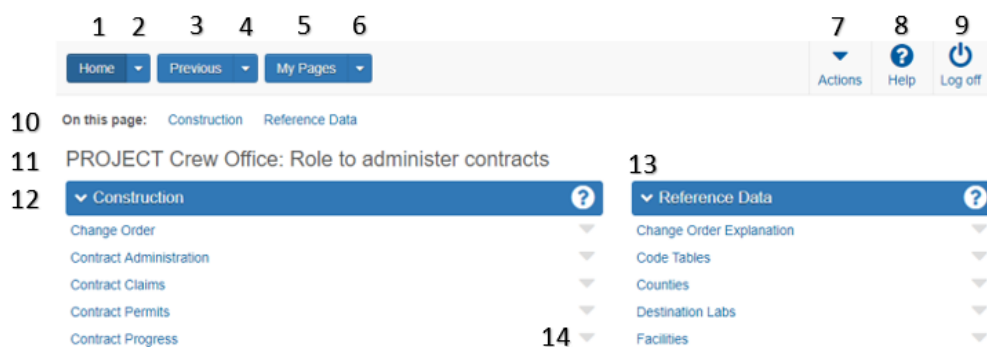 1 2 3 4 5 6 7 8 9
Home Previous My Pages Actions Help Log off
10 On this page: Construction Reference Data
11 PROJECT Crew Office: Role to administer contracts 13
12 Construction ? Reference Data ?
Change Order Change Order Explanation
Contract Administration Code Tables
Contract Claims Counties
Contract Permits Destination Labs
Contract Progress 14 Facilities